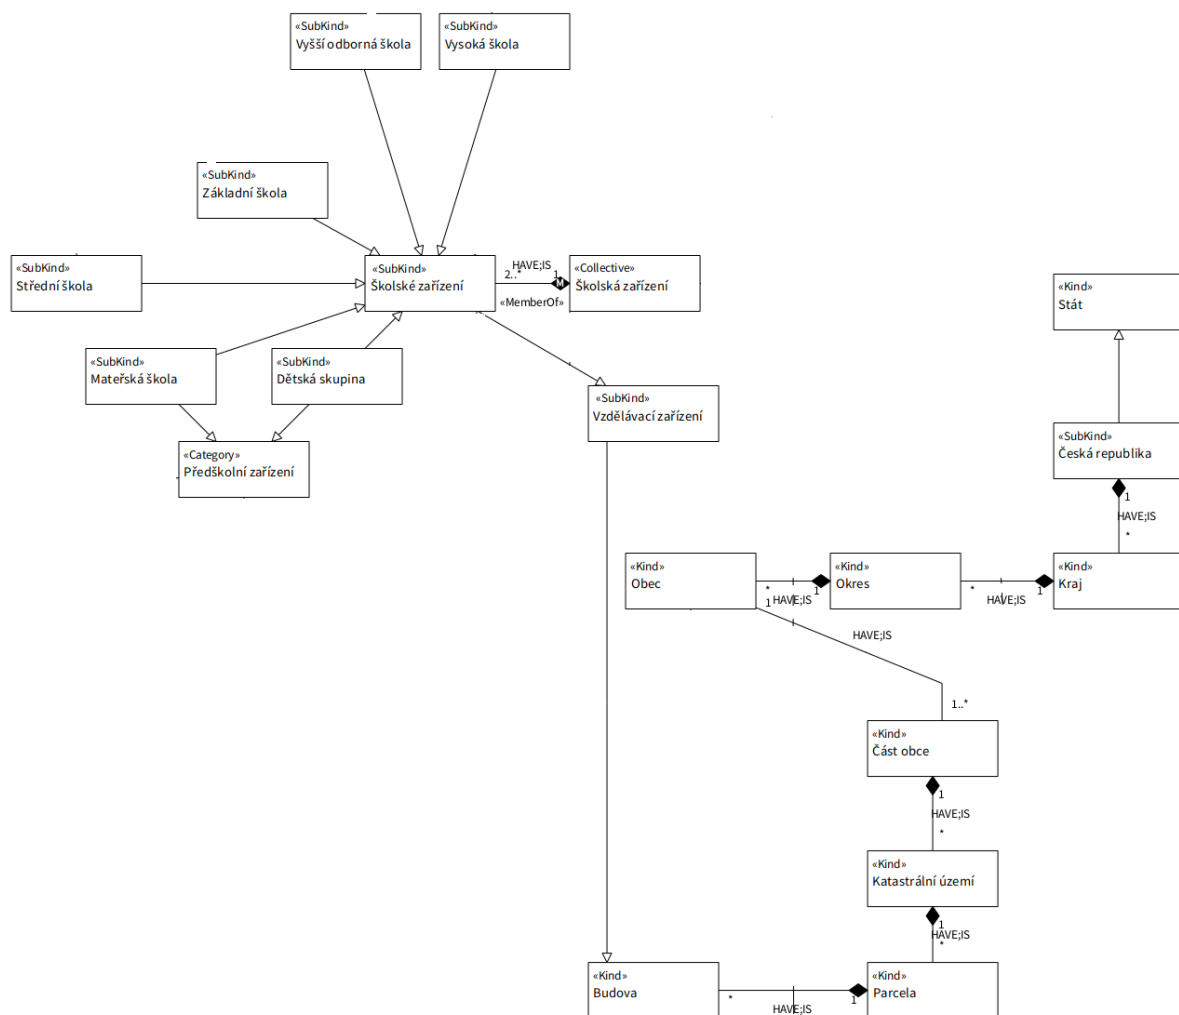 «SubKind»
Vyšší odborná škola
«SubKind»
Vysoká škola
«SubKind»
Základní škola
«SubKind»
Střední škola
«SubKind»
Školské zařízení
HAVE;IS
2..*
1
M
«MemberOf»
«Collective»
Školská zařízení
«Kind»
Stát
«SubKind»
Mateřská škola
«SubKind»
Dětská skupina
«SubKind»
Vzdělávací zařízení
«Category»
Předškolní zařízení
«SubKind»
Česká republika
1
HAVE;IS
*
«Kind»
Obec
*
1
HAVE;IS
«Kind»
Okres
*
1
HAVE;IS
«Kind»
Kraj
1
HAVE;IS
1..*
«Kind»
Část obce
1
HAVE;IS
*
«Kind»
Katastrální území
1
HAVE;IS
*
«Kind»
Budova
*
1
HAVE;IS
«Kind»
Parcela